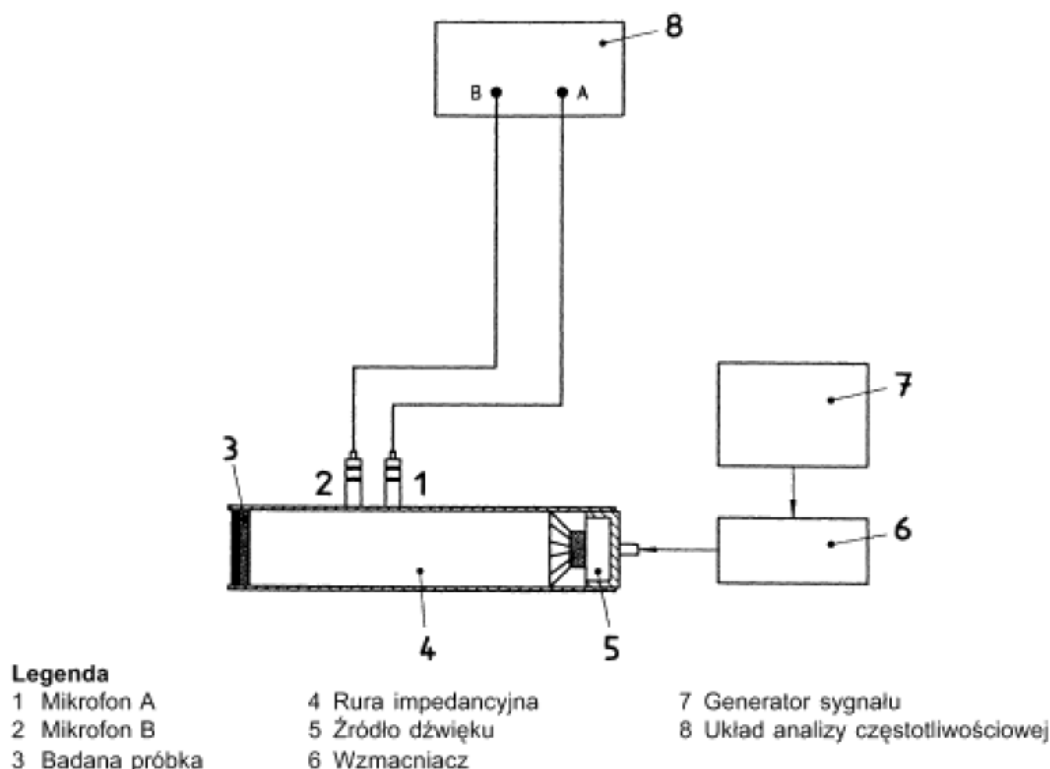 8
B A
7
3
2 1
6
4
5
Legenda
1 Mikrofon A
2 Mikrofon B
3 Badana próbka
4 Rura impedancyjna
5 Źródło dźwięku
6 Wzmacniacz
7 Generator sygnału
8 Układ analizy częstotliwościowej